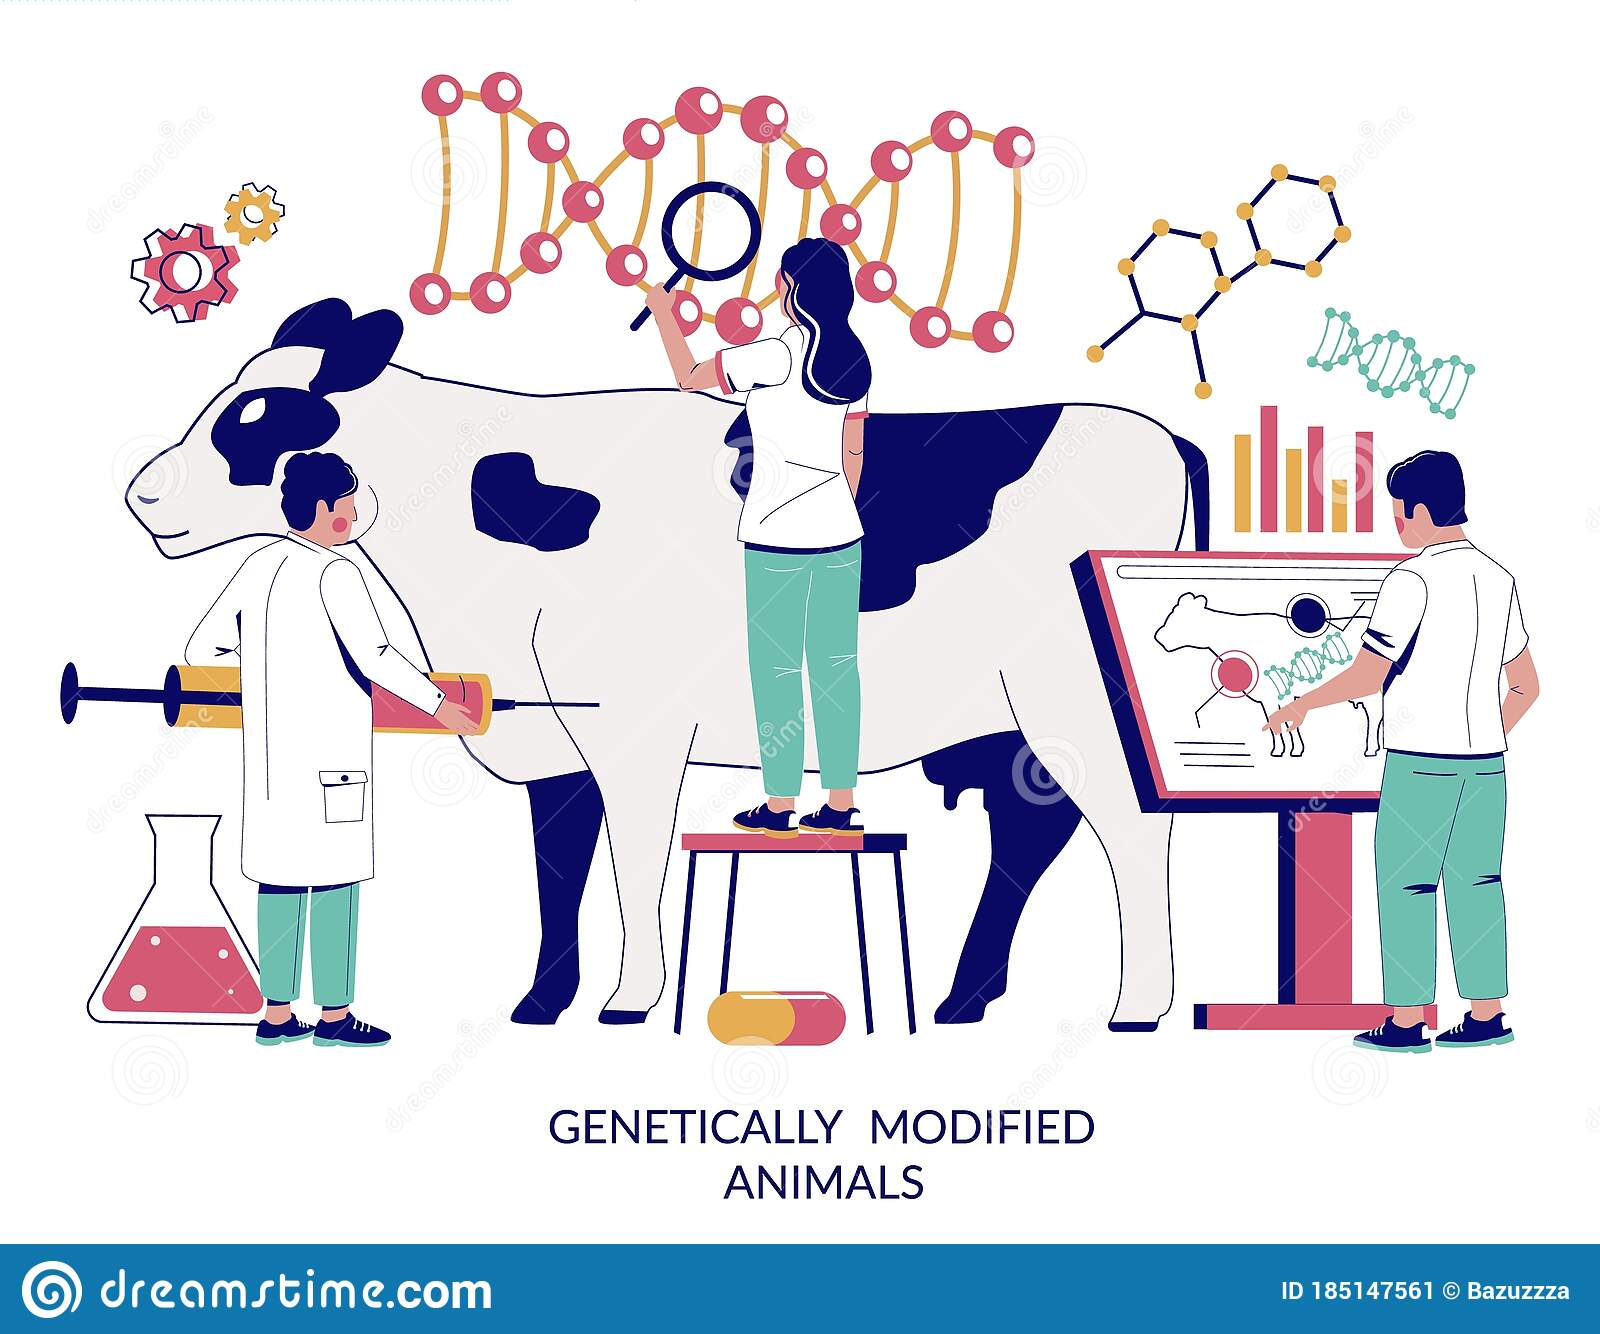 GENETICALLY MODIFIED
ANIMALS
dreamstime.com
ID 185147561 © Bazuzzza